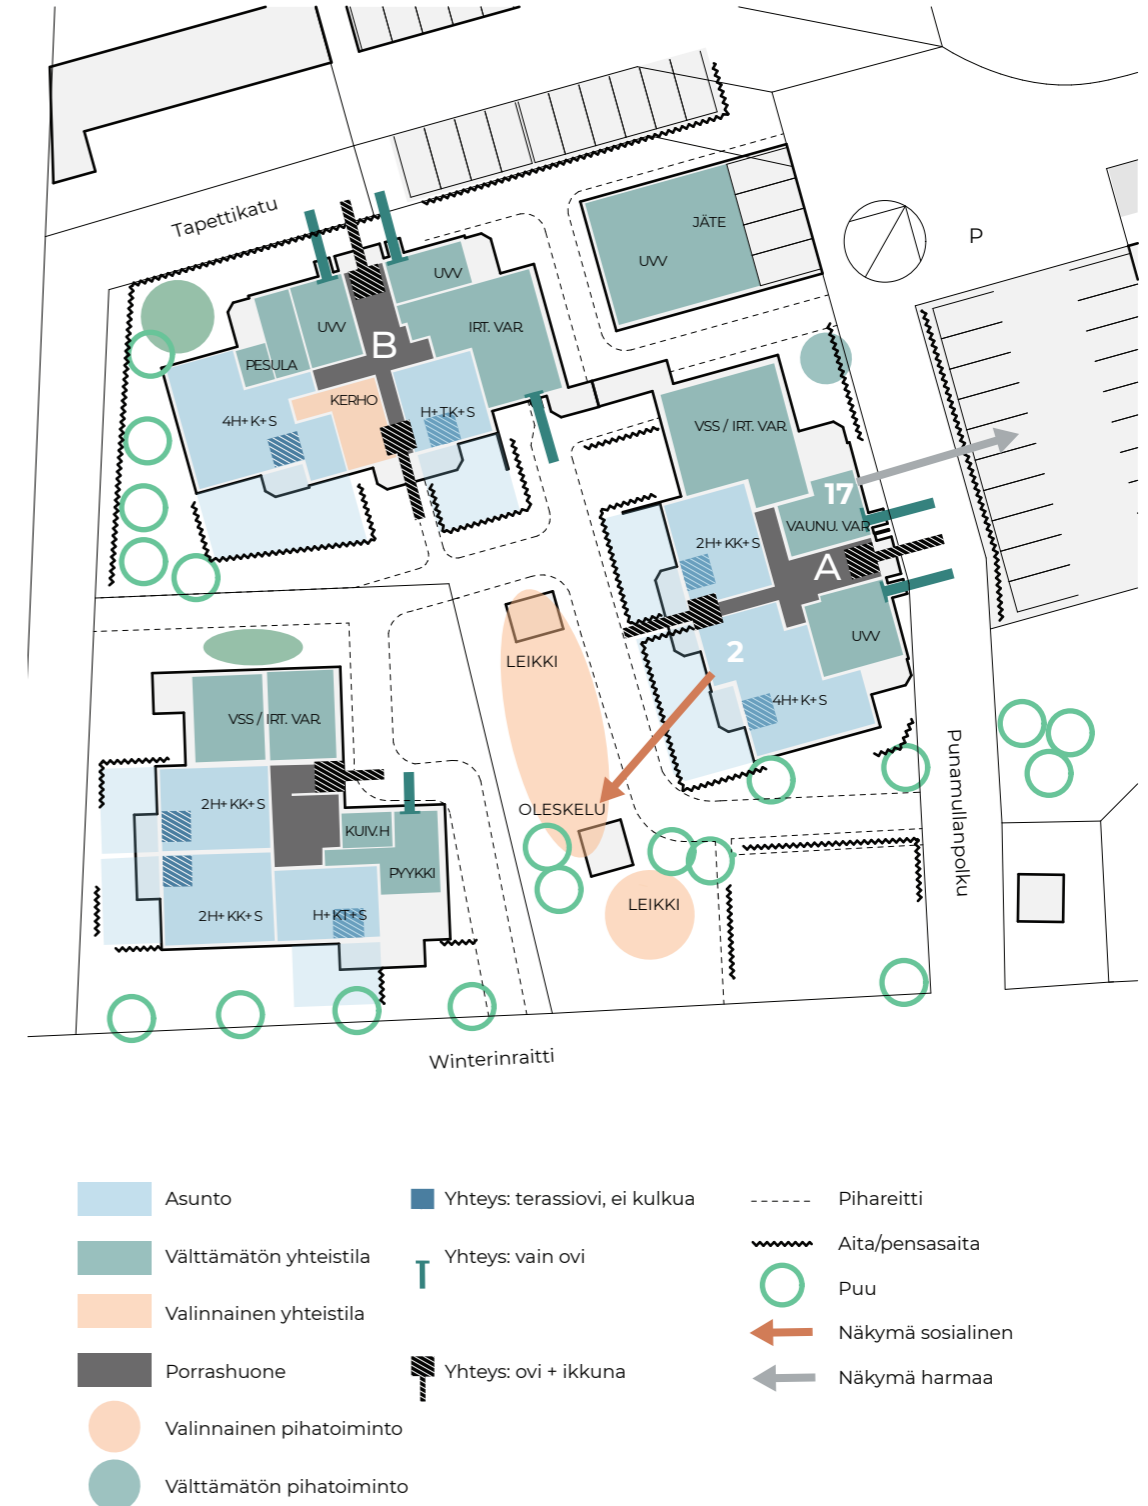 Tapettikatu
JÄTE
UVV
P
UVV
UVV
IRT. VAR.
B
PESULA
KERHO
4H+K+S
H+TK+S
VSS / IRT. VAR.
17
VAUNU. VAR.
2H+KK+S
A
UVV
2
4H+K+S
LEIKKI
OLESKELU
LEIKKI
VSS / IRT. VAR.
2H+KK+S
KUIV.H
PYYKKI
2H+KK+S
H+KT+S
Punamullanpolku
Winterinraitti
Asunto
Välttämätön yhteistila
Valinnainen yhteistila
Porrashuone
Valinnainen pihatoiminto
Välttämätön pihatoiminto
Yhteys: terassiovi, ei kulkua
Yhteys: vain ovi
Yhteys: ovi + ikkuna
Pihareitti
Aita/pensasaita
Puu
Näkymä sosialinen
Näkymä harmaa